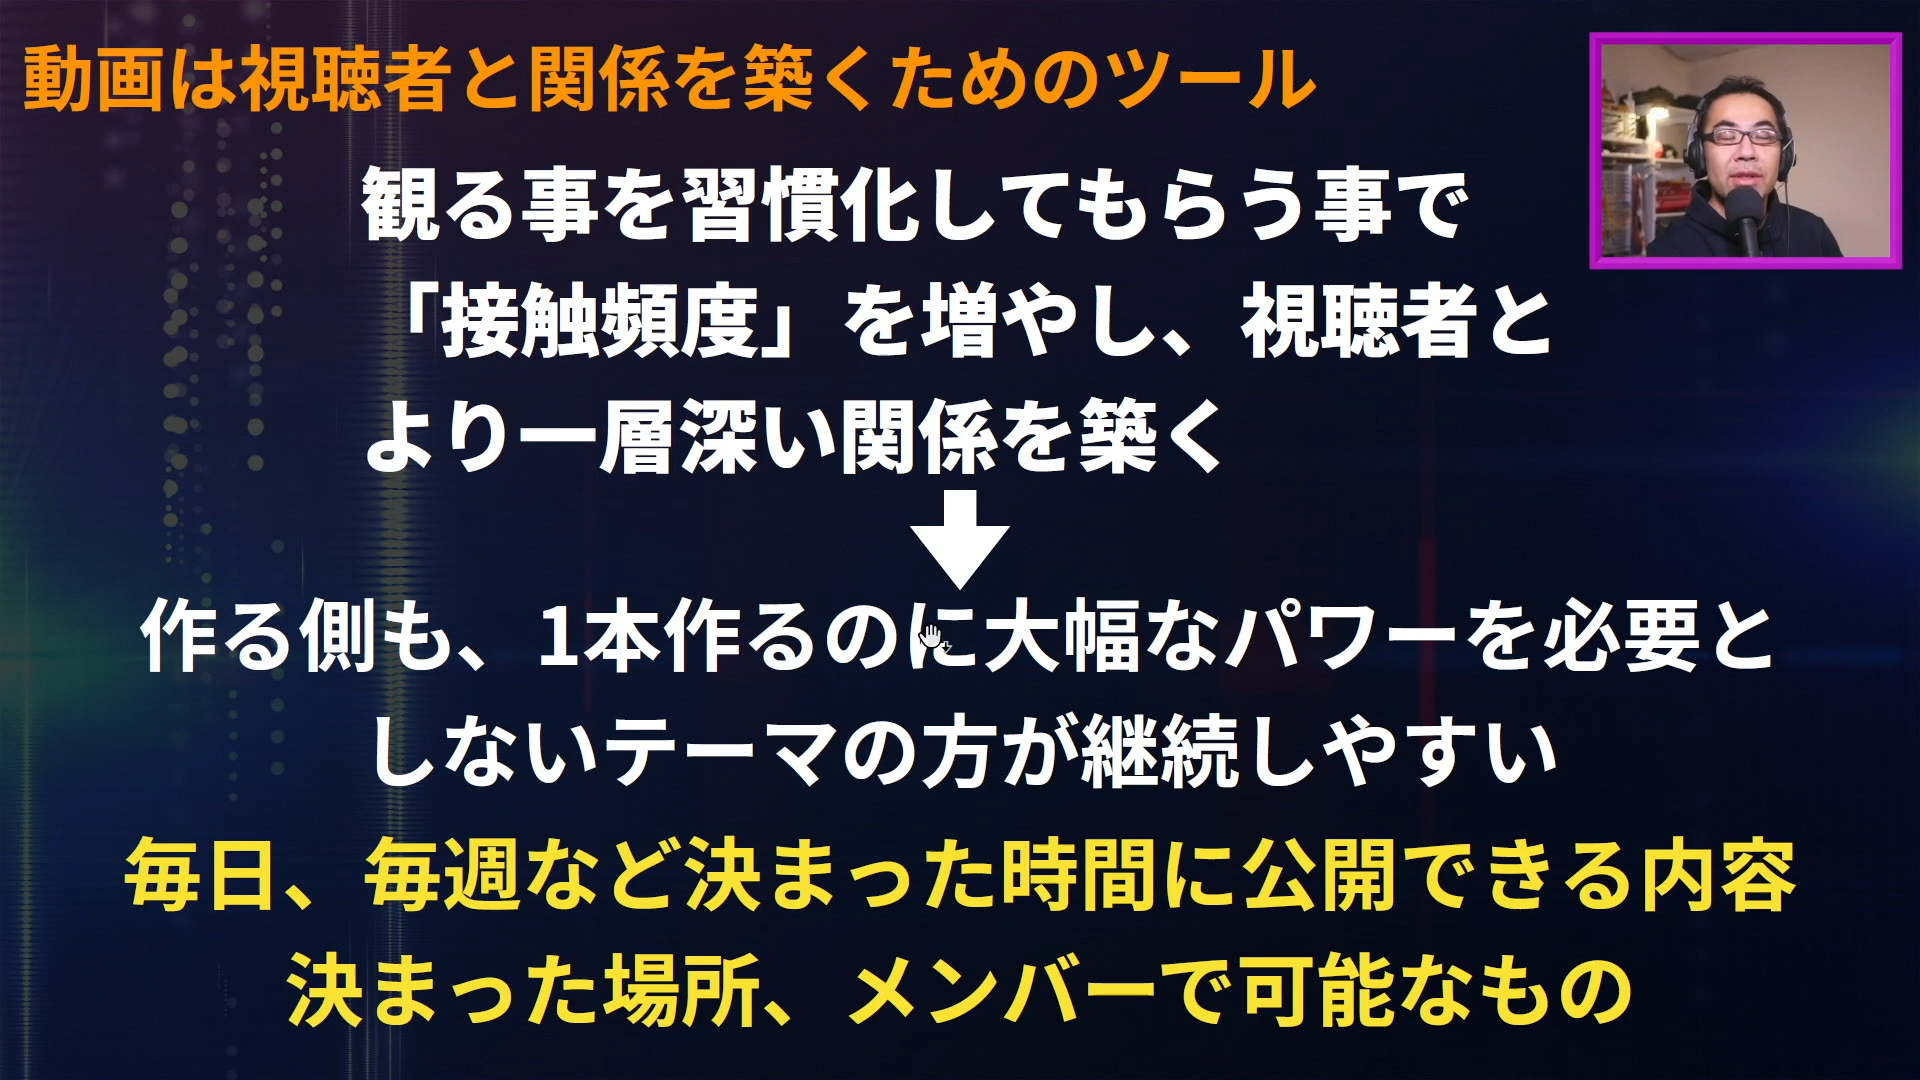 動画は視聴者と関係を築くためのツール
観る事を習慣化してもらう事で
「接触頻度」を増やし、視聴者と
より一層深い関係を築く
作る側も、1本作るのに大幅なパワーを必要と
しないテーマの方が継続しやすい
毎日、毎週など決まった時間に公開できる内容
決まった場所、メンバーで可能なもの